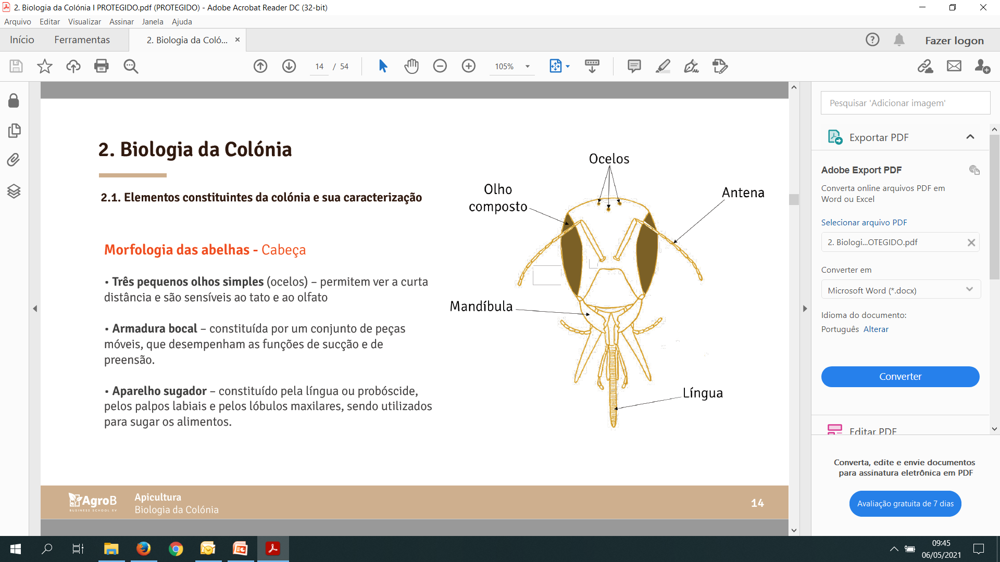 2. Biologia da Colónia I PROTEGIDO.pdf (PROTEGIDO) - Adobe Acrobat Reader DC (32-bit)
Arquivo Editar Visualizar Assinar Janela Ajuda
Início Ferramentas 2. Biologia da Coló... Fazer logon
14 / 54 105%
2. Biologia da Colónia
2.1. Elementos constituintes da colónia e sua caracterização
Morfologia das abelhas - Cabeça
• Três pequenos olhos simples (ocelos) – permitem ver a curta
distância e são sensíveis ao tato e ao olfato
• Armadura bocal – constituída por um conjunto de peças
móveis, que desempenham as funções de sucção e de
preensão.
• Aparelho sugador – constituído pela língua ou probóscide,
pelos palpos labiais e pelos lóbulos maxilares, sendo utilizados
para sugar os alimentos.
Ocelos
Olho
composto
Antena
Mandíbula
Língua
AgroB
BUSINESS SCHOOL EV
Apicultura
Biologia da Colónia
14
Pesquisar 'Adicionar imagem'
Exportar PDF
Adobe Export PDF
Converta online arquivos PDF em
Word ou Excel
Selecionar arquivo PDF
2. Biologi...OTEGIDO.pdf
Converter em
Microsoft Word (*.docx)
Idioma do documento:
Português Alterar
Converter
Editar PDF
Converta, edite e envie documentos
para assinatura eletrônica em PDF
Avaliação gratuita de 7 dias
09:45
06/05/2021